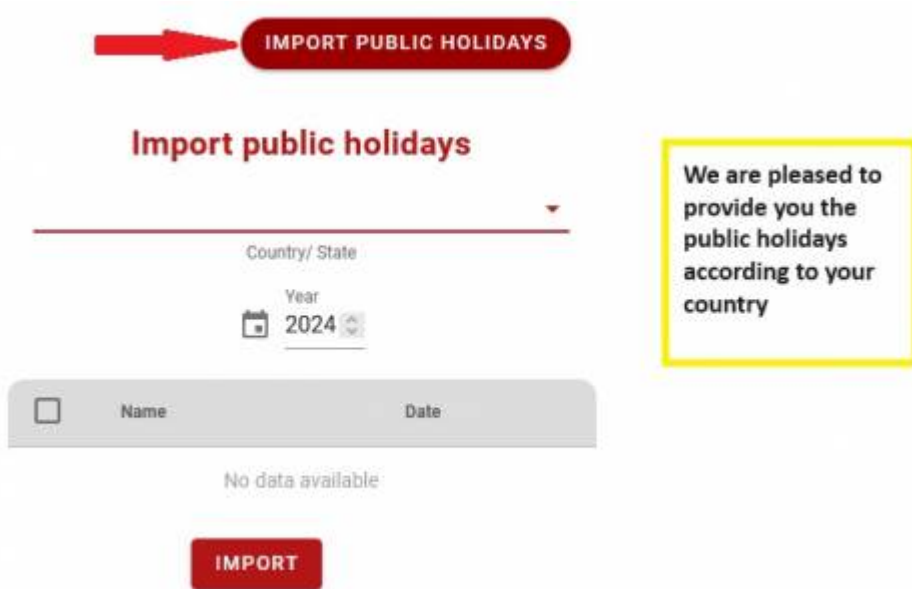 IMPORT PUBLIC HOLIDAYS
Import public holidays
Country/ State
Year
2024
Name Date
No data available
IMPORT
We are pleased to
provide you the
public holidays
according to your
country